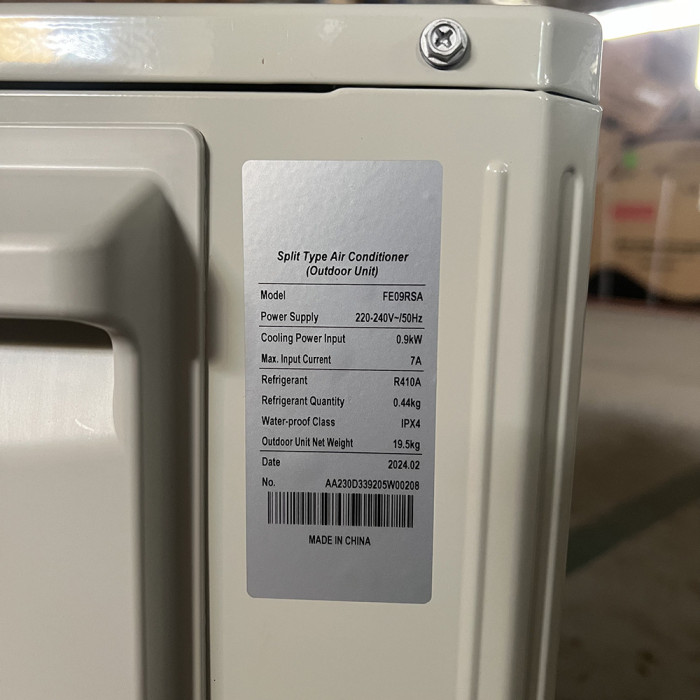 Split Type Air Conditioner
(Outdoor Unit)
Model FE09RSA
Power Supply 220-240V~/50Hz
Cooling Power Input 0.9kW
Max. Input Current 7A
Refrigerant R410A
Refrigerant Quantity 0.44kg
Water-proof Class IPX4
Outdoor Unit Net Weight 19.5kg
Date 2024.02
No. AA230D339205W00208
MADE IN CHINA